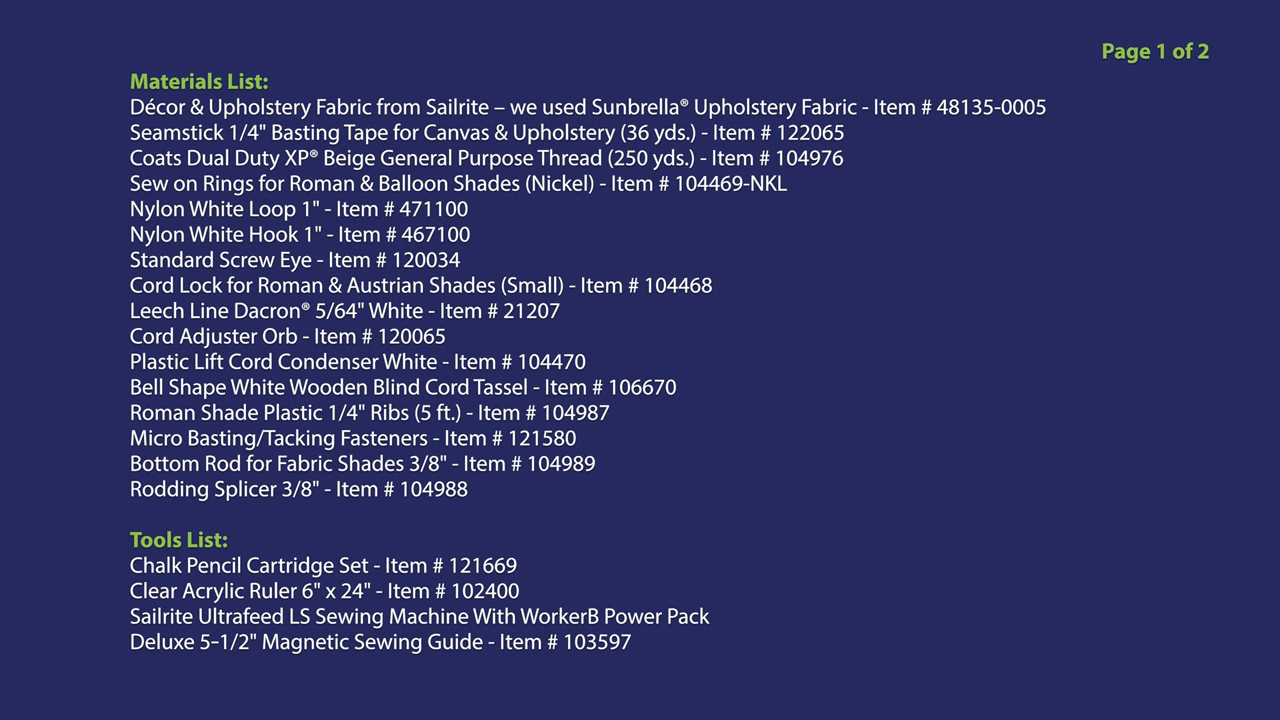 Page 1 of 2
Materials List:
Décor & Upholstery Fabric from Sailrite – we used Sunbrella® Upholstery Fabric - Item # 48135-0005
Seamstick 1/4" Basting Tape for Canvas & Upholstery (36 yds.) - Item # 122065
Coats Dual Duty XP® Beige General Purpose Thread (250 yds.) - Item # 104976
Sew on Rings for Roman & Balloon Shades (Nickel) - Item # 104469-NKL
Nylon White Loop 1" - Item # 471100
Nylon White Hook 1" - Item # 467100
Standard Screw Eye - Item # 120034
Cord Lock for Roman & Austrian Shades (Small) - Item # 104468
Leech Line Dacron® 5/64" White - Item # 21207
Cord Adjuster Orb - Item # 120065
Plastic Lift Cord Condenser White - Item # 104470
Bell Shape White Wooden Blind Cord Tassel - Item # 106670
Roman Shade Plastic 1/4" Ribs (5 ft.) - Item # 104987
Micro Basting/Tacking Fasteners - Item # 121580
Bottom Rod for Fabric Shades 3/8" - Item # 104989
Rodding Splicer 3/8" - Item # 104988
Tools List:
Chalk Pencil Cartridge Set - Item # 121669
Clear Acrylic Ruler 6" x 24" - Item # 102400
Sailrite Ultrafeed LS Sewing Machine With WorkerB Power Pack
Deluxe 5-1/2" Magnetic Sewing Guide - Item # 103597